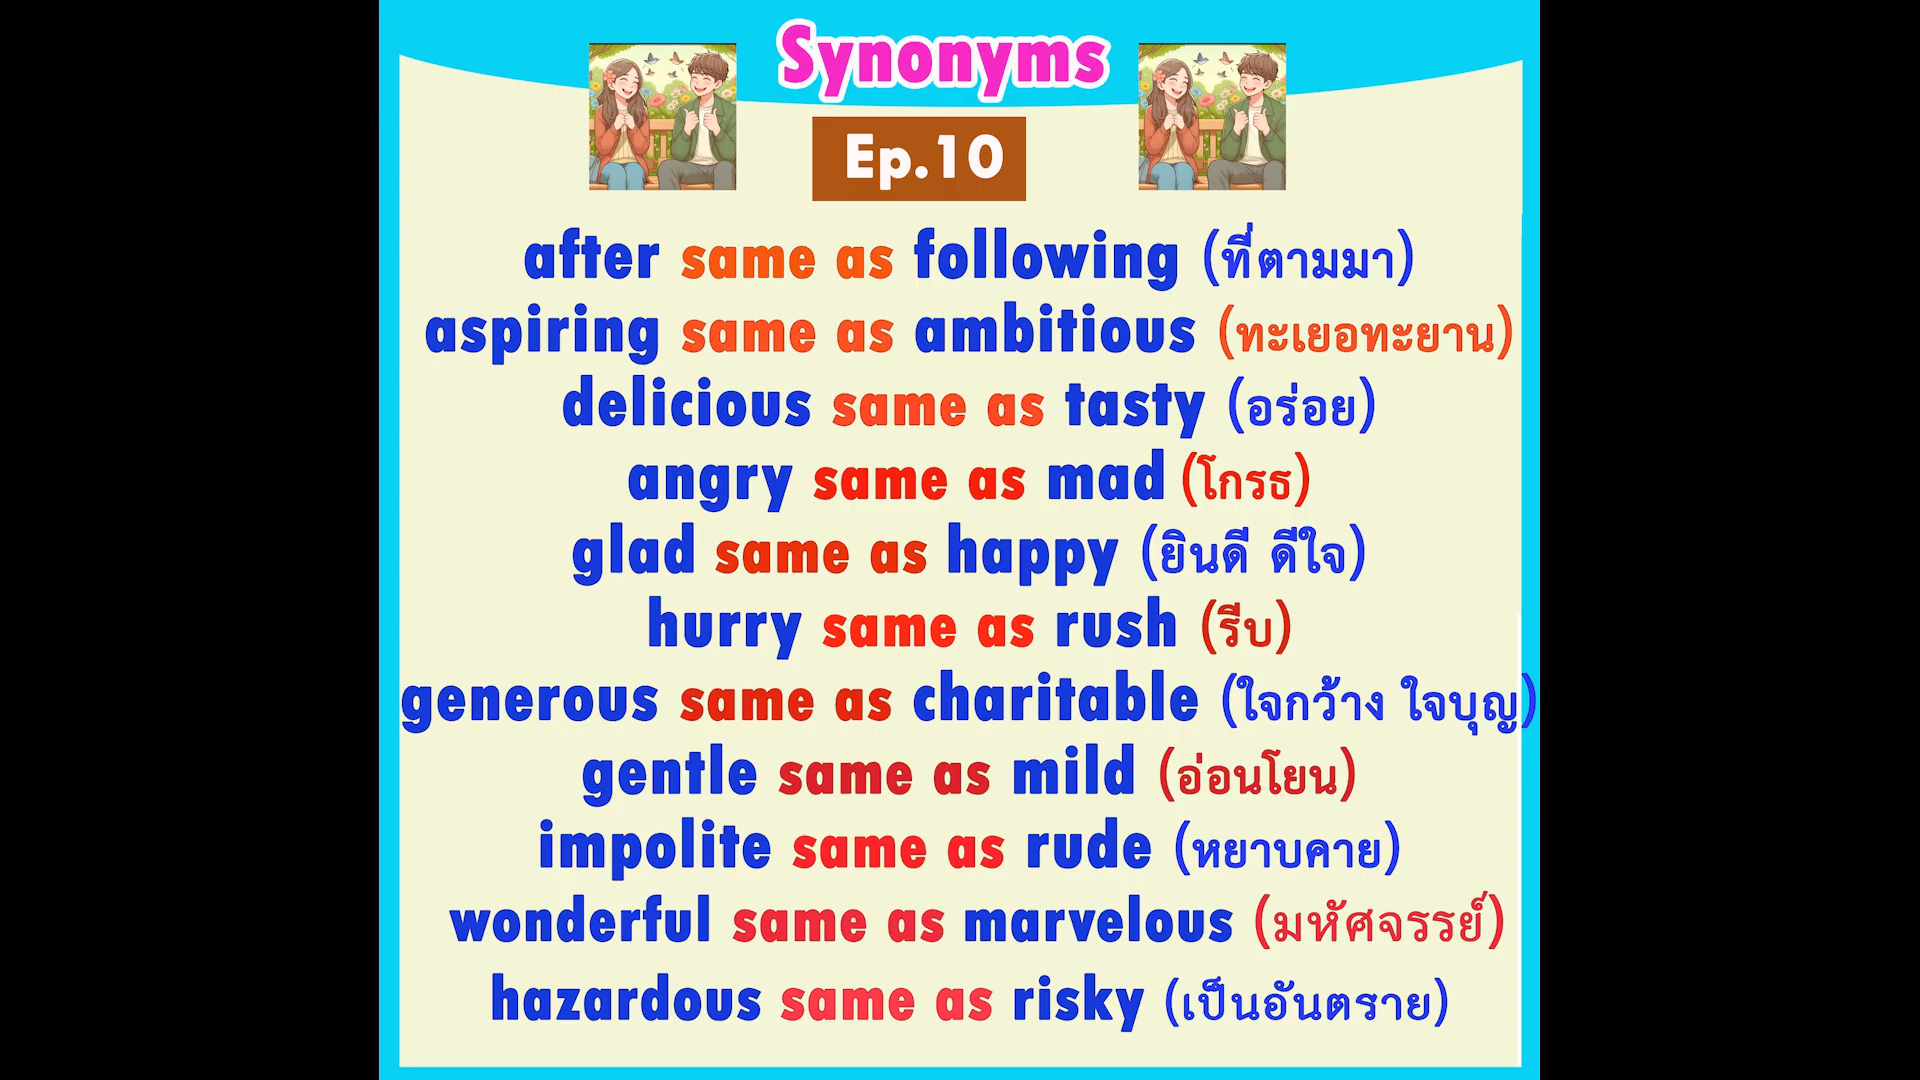 Synonyms
Ep.10
after same as following (ที่ตามมา)
aspiring same as ambitious (ทะเยอทะยาน)
delicious same as tasty (อร่อย)
angry same as mad (โกรธ)
glad same as happy (ยินดี ดีใจ)
hurry same as rush (รีบ)
generous same as charitable (ใจกว้าง ใจบุญ)
gentle same as mild (อ่อนโยน)
impolite same as rude (หยาบคาย)
wonderful same as marvelous (มหัศจรรย์)
hazardous same as risky (เป็นอันตราย)